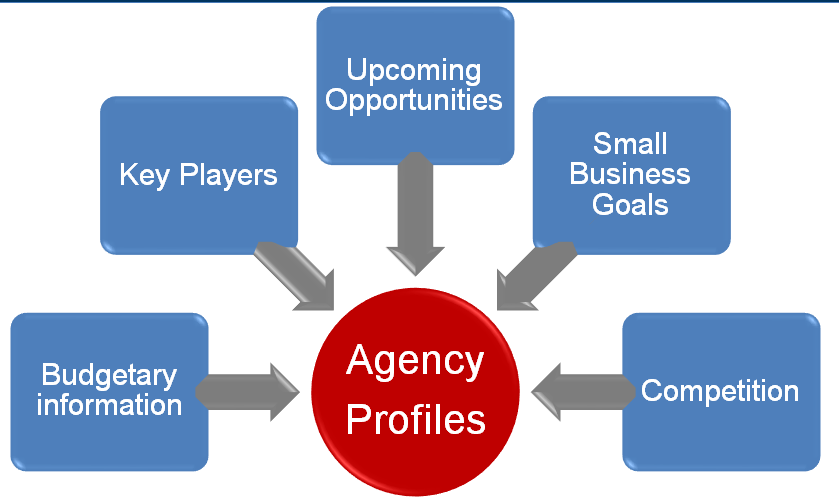 Upcoming
Opportunities
Key Players
Small
Business
Goals
Budgetary
information
Agency
Profiles
Competition